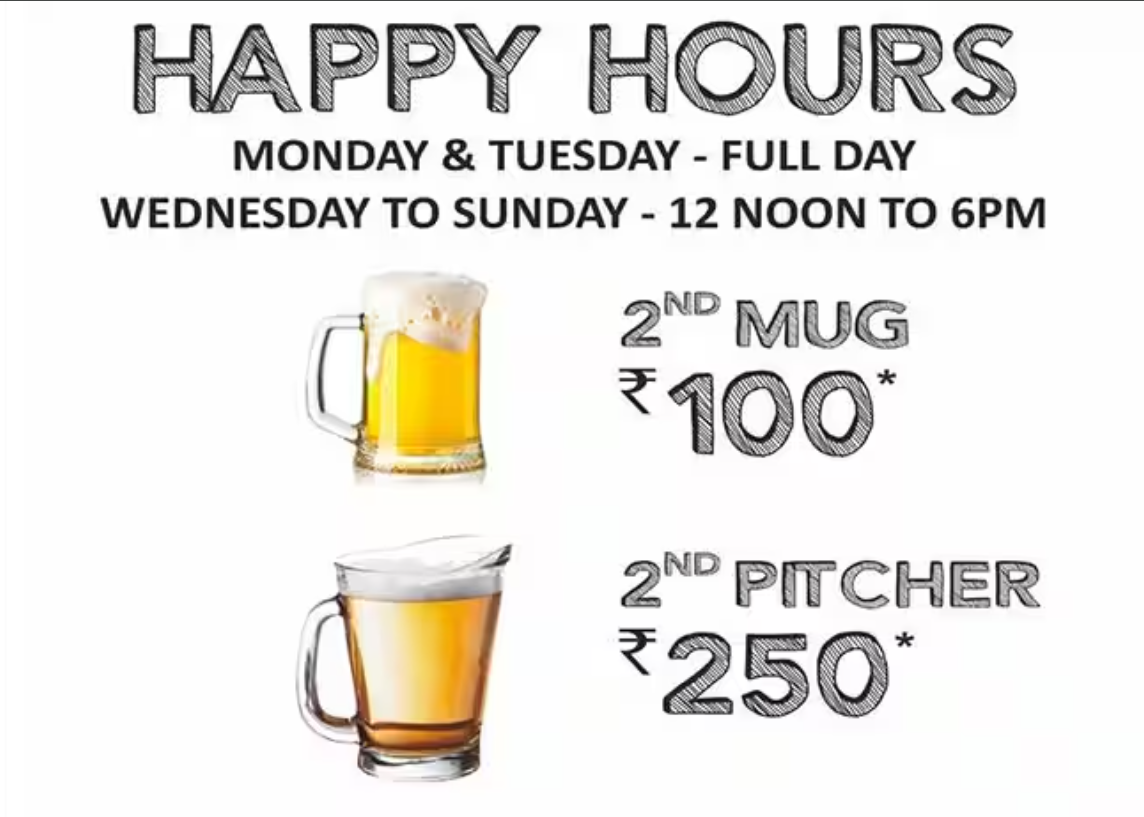 HAPPY HOURS
MONDAY & TUESDAY - FULL DAY
WEDNESDAY TO SUNDAY - 12 NOON TO 6PM
2ND MUG
₹100*
2ND PITCHER
₹250*